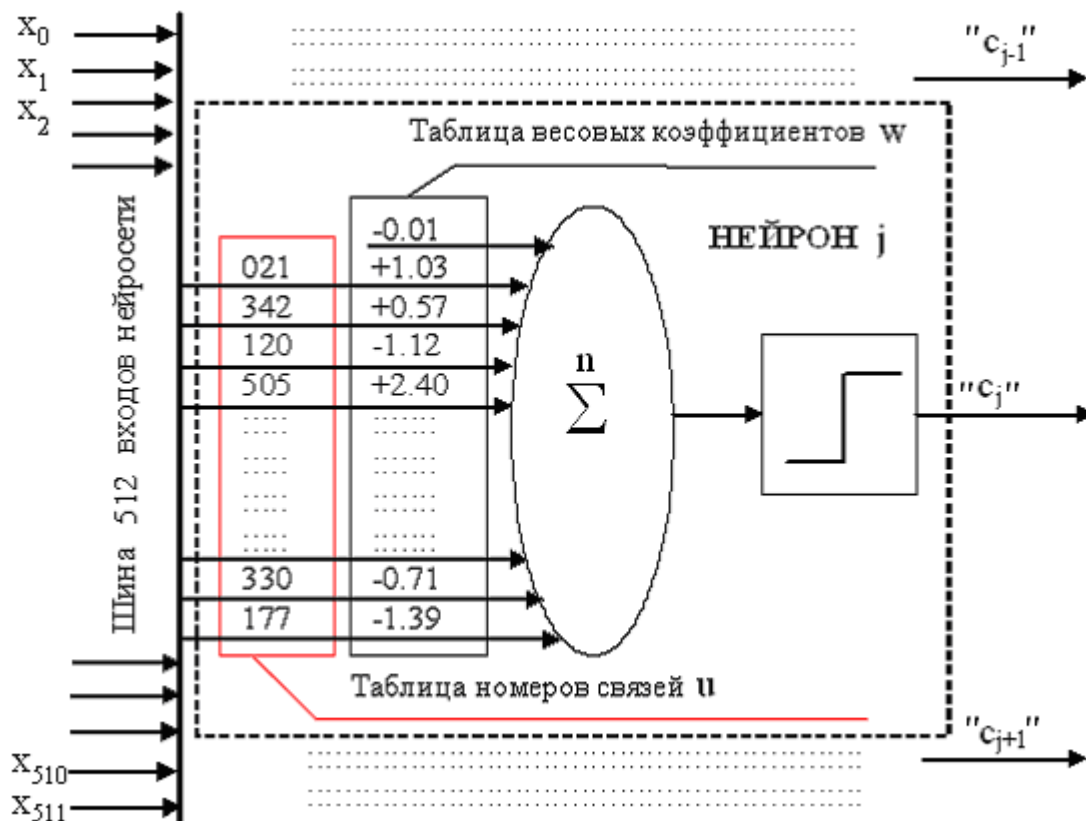 X0
X1
X2
"cj-1"
Таблица весовых коэффициентов w
НЕЙРОН j
Шина 512 входов нейросети
-0.01
021 +1.03
342 +0.57
120 -1.12
505 +2.40
n
Σ
"cj"
330 -0.71
177 -1.39
Таблица номеров связей u
"cj+1"
X510
X511